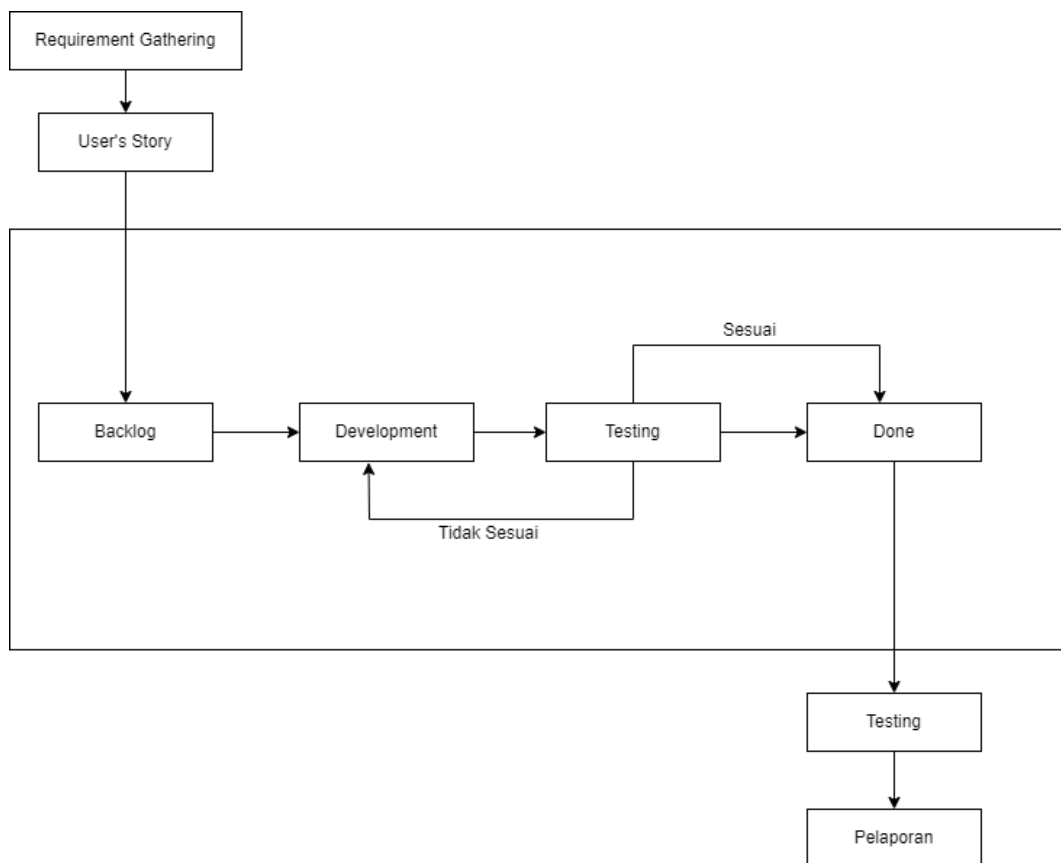 Requirement Gathering
User's Story
Sesuai
Backlog
Development
Testing
Done
Tidak Sesuai
Testing
Pelaporan